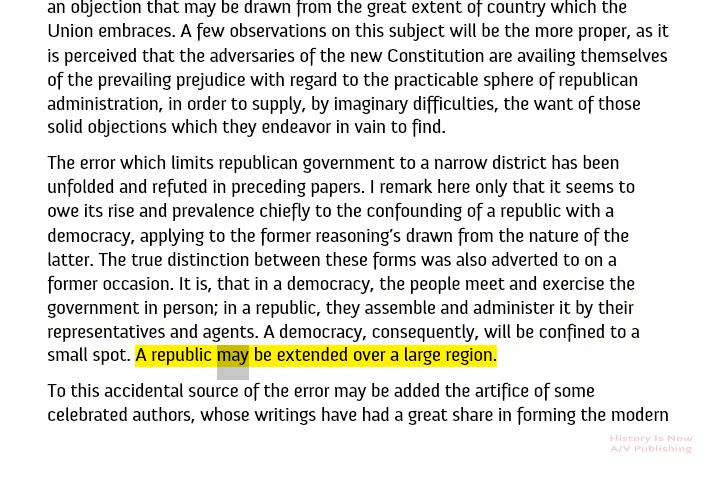 an objection that may be drawn from the great extent of country which the
Union embraces. A few observations on this subject will be the more proper, as it
is perceived that the adversaries of the new Constitution are availing themselves
of the prevailing prejudice with regard to the practicable sphere of republican
administration, in order to supply, by imaginary difficulties, the want of those
solid objections which they endeavor in vain to find.
The error which limits republican government to a narrow district has been
unfolded and refuted in preceding papers. I remark here only that it seems to
owe its rise and prevalence chiefly to the confounding of a republic with a
democracy, applying to the former reasoning's drawn from the nature of the
latter. The true distinction between these forms was also adverted to on a
former occasion. It is, that in a democracy, the people meet and exercise the
government in person; in a republic, they assemble and administer it by their
representatives and agents. A democracy, consequently, will be confined to a
small spot. A republic may be extended over a large region.
To this accidental source of the error may be added the artifice of some
celebrated authors, whose writings have had a great share in forming the modern
History Is Now
A/V Publishing